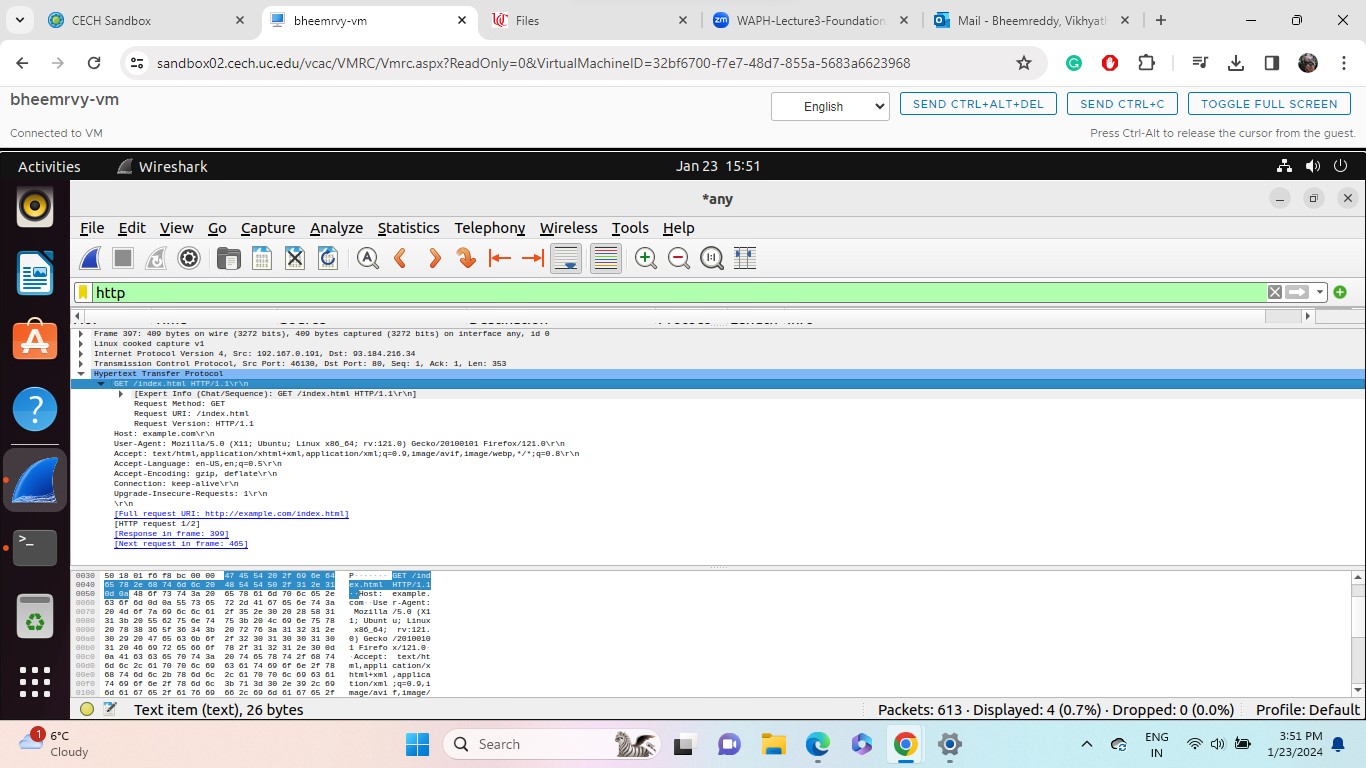 CECH Sandbox
bheemrvy-vm
Files
WAPH-Lecture3-Foundation
Mail - Bheemreddy, Vikhyat
sandbox02.cech.uc.edu/vcac/VMRC/Vmrc.aspx?ReadOnly=0&VirtualMachineID=32bf6700-f7e7-48d7-855a-5683a6623968
bheemrvy-vm
English
SEND CTRL+ALT+DEL
SEND CTRL+C
TOGGLE FULL SCREEN
Connected to VM
Press Ctrl-Alt to release the cursor from the guest.
Activities
Wireshark
Jan 23 15:51
*any
File Edit View Go Capture Analyze Statistics Telephony Wireless Tools Help
http
Frame 397: 409 bytes on wire (3272 bits), 409 bytes captured (3272 bits) on interface any, id 0
Linux cooked capture v1
Internet Protocol Version 4, Src: 192.167.0.191, Dst: 93.184.216.34
Transmission Control Protocol, Src Port: 46130, Dst Port: 80, Seq: 1, Ack: 1, Len: 353
Hypertext Transfer Protocol
GET /index.html HTTP/1.1\r\n
[Expert Info (Chat/Sequence): GET /index.html HTTP/1.1\r\n]
Request Method: GET
Request URI: /index.html
Request Version: HTTP/1.1
Host: example.com\r\n
User-Agent: Mozilla/5.0 (X11; Ubuntu; Linux x86_64; rv:121.0) Gecko/20100101 Firefox/121.0\r\n
Accept: text/html,application/xhtml+xml,application/xml;q=0.9,image/avif,image/webp,*/*;q=0.8\r\n
Accept-Language: en-US,en;q=0.5\r\n
Accept-Encoding: gzip, deflate\r\n
Connection: keep-alive\r\n
Upgrade-Insecure-Requests: 1\r\n
\r\n
[Full request URI: http://example.com/index.html]
[HTTP request 1/2]
[Response in frame: 399]
[Next request in frame: 465]
0030 50 18 01 f6 f8 bc 00 00 47 45 54 20 2f 69 6e 64 P······· GET /ind
0040 65 78 2e 68 74 6d 6c 20 48 54 54 50 2f 31 2e 31 ex.html HTTP/1.1
0050 0d 0a 48 6f 73 74 3a 20 65 78 61 6d 70 6c 65 2e ··Host: example.
0060 63 6f 6d 0d 0a 55 73 65 72 2d 41 67 65 6e 74 3a com··Use r-Agent:
0070 20 4d 6f 7a 69 6c 6c 61 2f 35 2e 30 20 28 58 31 Mozilla /5.0 (X1
0080 31 3b 20 55 62 75 6e 74 75 3b 20 4c 69 6e 75 78 1; Ubunt u; Linux
0090 20 78 38 36 5f 36 34 3b 20 72 76 3a 31 32 31 2e x86_64; rv:121.
00a0 30 29 20 47 65 63 6b 6f 2f 32 30 31 30 30 31 30 0) Gecko /2010010
00b0 31 20 46 69 72 65 66 6f 78 2f 31 32 31 2e 30 0d 1 Firefo x/121.0·
00c0 0a 41 63 63 65 70 74 3a 20 74 65 78 74 2f 68 74 ·Accept: text/ht
00d0 6d 6c 2c 61 70 70 6c 69 63 61 74 69 6f 6e 2f 78 ml,appli cation/x
00e0 68 74 6d 6c 2b 78 6d 6c 2c 61 70 70 6c 69 63 61 html+xml ,applica
00f0 74 69 6f 6e 2f 78 6d 6c 3b 71 3d 30 2e 39 2c 69 tion/xml ;q=0.9,i
0100 6d 61 67 65 2f 61 76 69 66 2c 69 6d 61 67 65 2f mage/avi f,image/
Text item (text), 26 bytes
Packets: 613 · Displayed: 4 (0.7%) · Dropped: 0 (0.0%)
Profile: Default
1
6°C
Cloudy
Search
ENG
IN
3:51 PM
1/23/2024